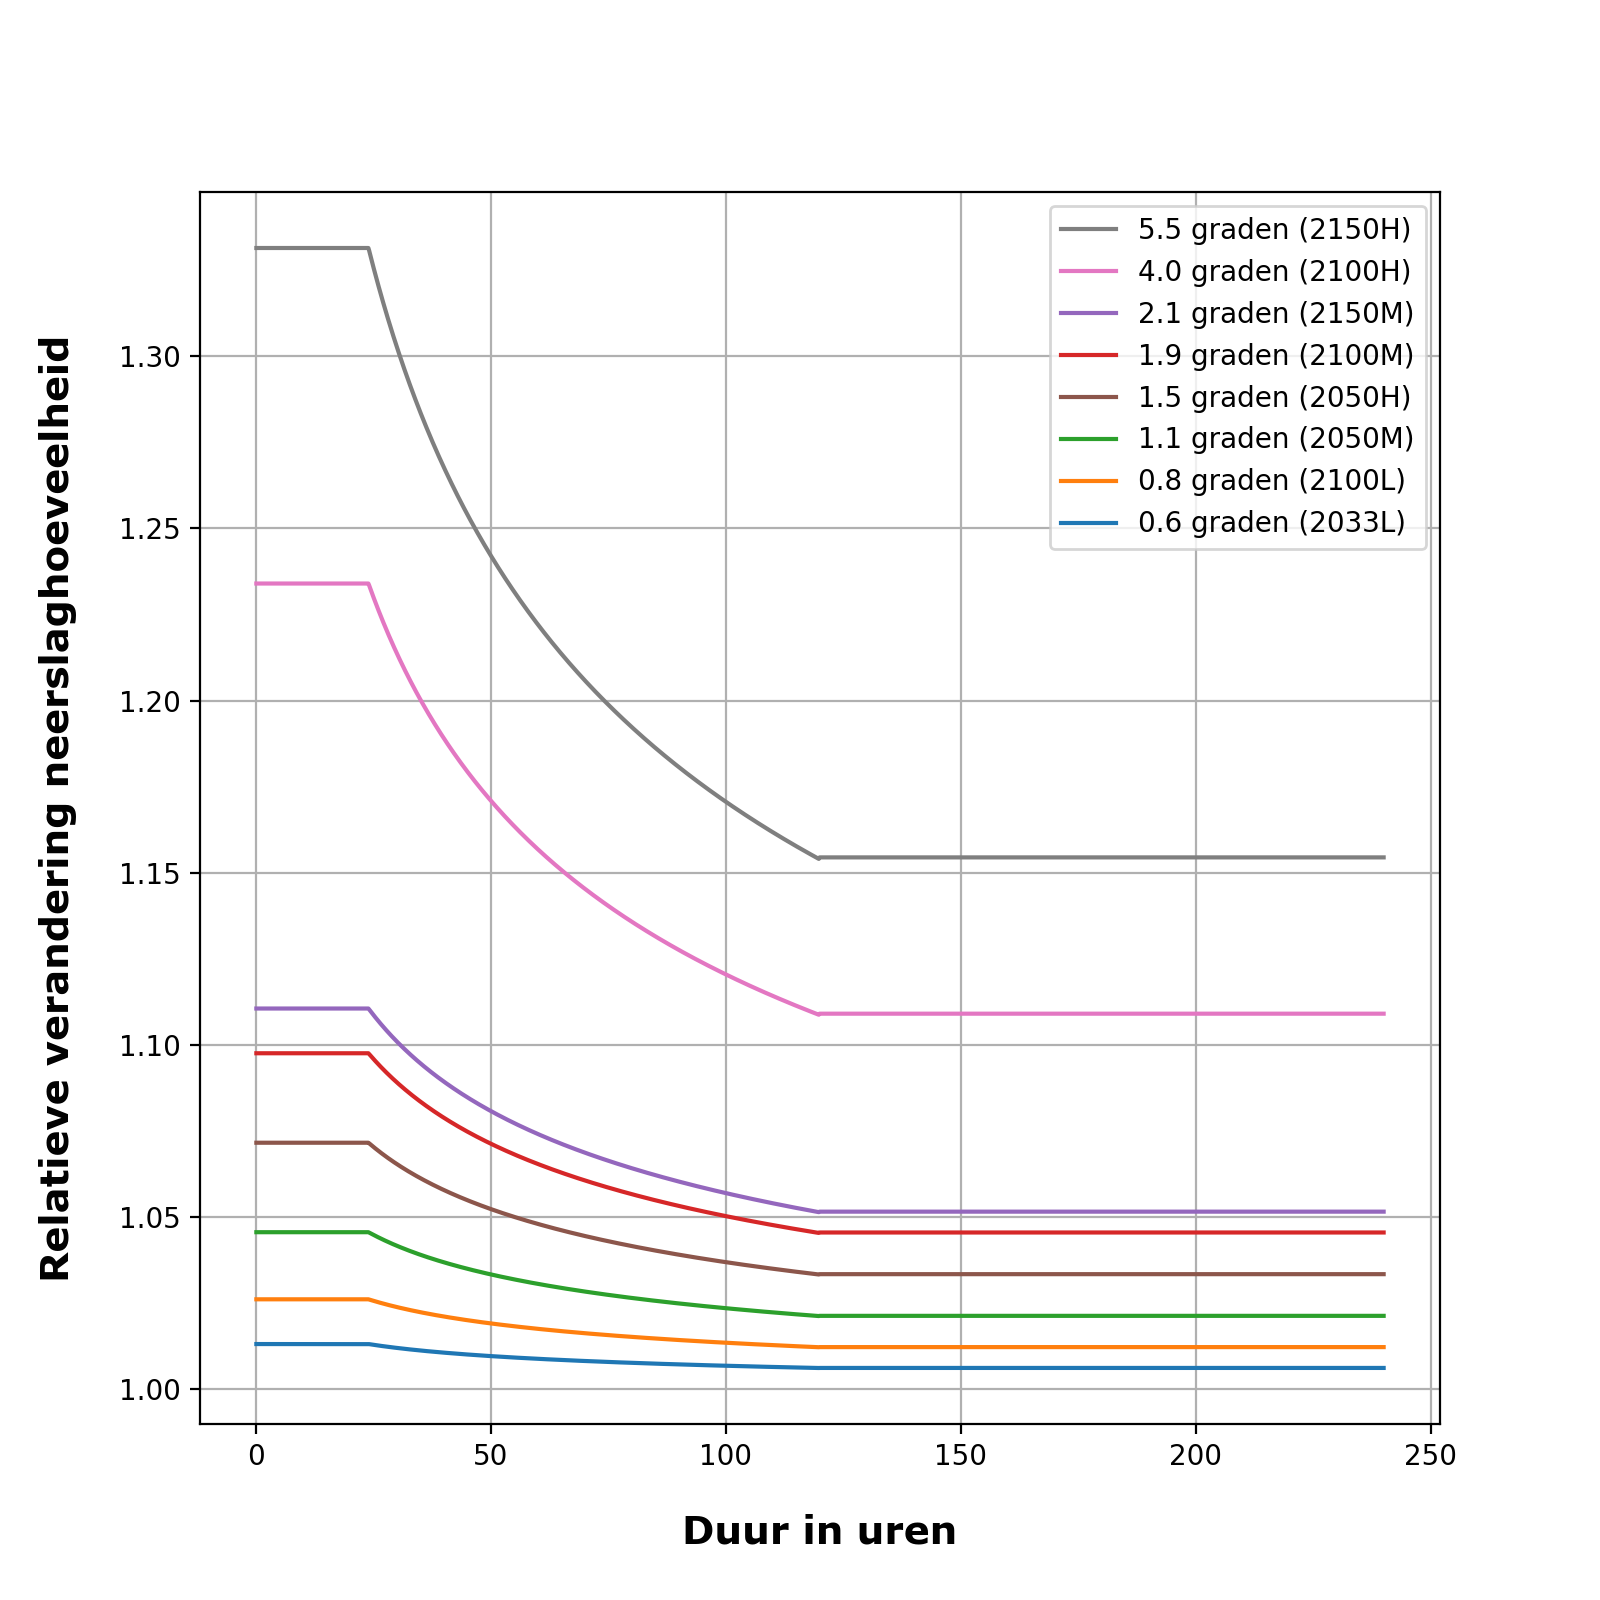 5.5 graden (2150H)
4.0 graden (2100H)
2.1 graden (2150M)
1.9 graden (2100M)
1.5 graden (2050H)
1.1 graden (2050M)
0.8 graden (2100L)
0.6 graden (2033L)
Relatieve verandering neerslaghoeveelheid
1.30
1.25
1.20
1.15
1.10
1.05
1.00
0 50 100 150 200 250
Duur in uren